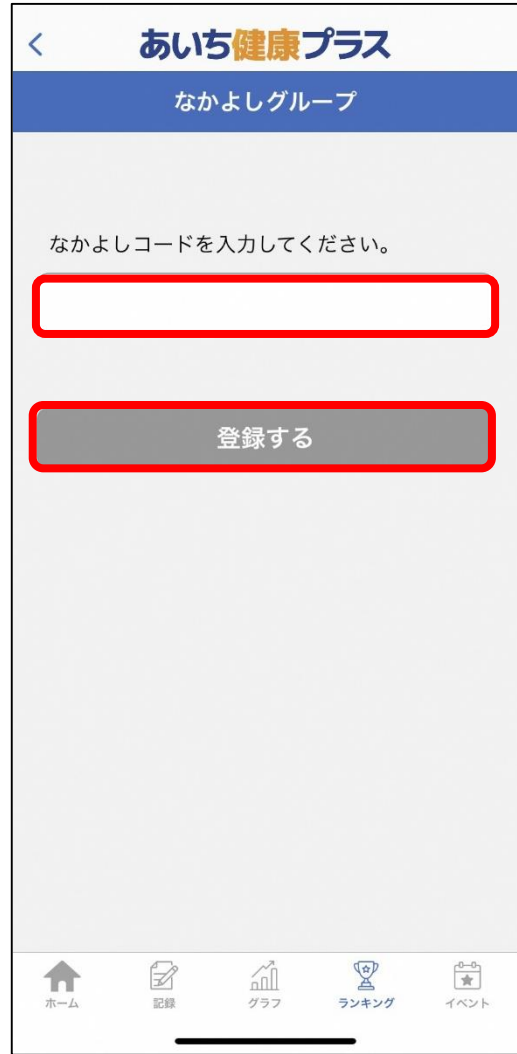 あいち健康プラス
なかよしグループ
なかよしコードを入力してください。
登録する
ホーム 記録 グラフ ランキング イベント